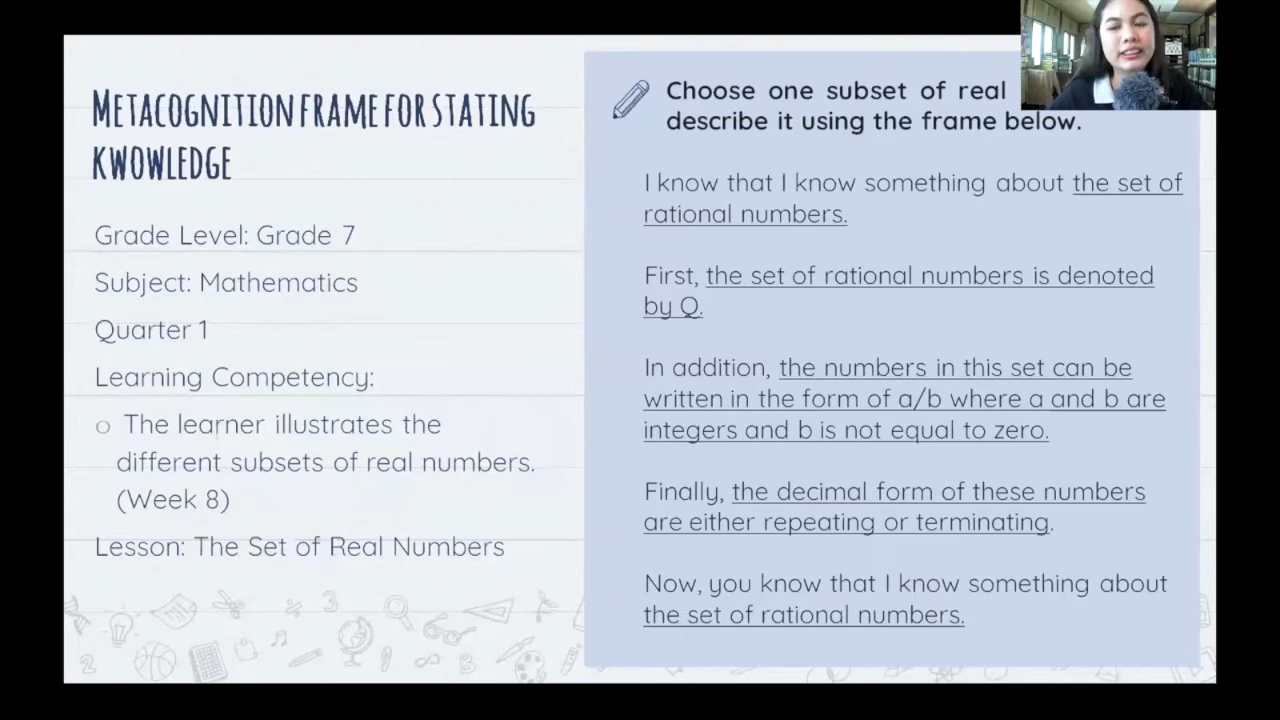 METACOGNITION FRAME FOR STATING
KWOWLEDGE
Grade Level: Grade 7
Subject: Mathematics
Quarter 1
Learning Competency:
o The learner illustrates the
different subsets of real numbers.
(Week 8)
Lesson: The Set of Real Numbers
Choose one subset of real
describe it using the frame below.
I know that I know something about the set of
rational numbers.
First, the set of rational numbers is denoted
by Q.
In addition, the numbers in this set can be
written in the form of a/b where a and b are
integers and b is not equal to zero.
Finally, the decimal form of these numbers
are either repeating or terminating.
Now, you know that I know something about
the set of rational numbers.